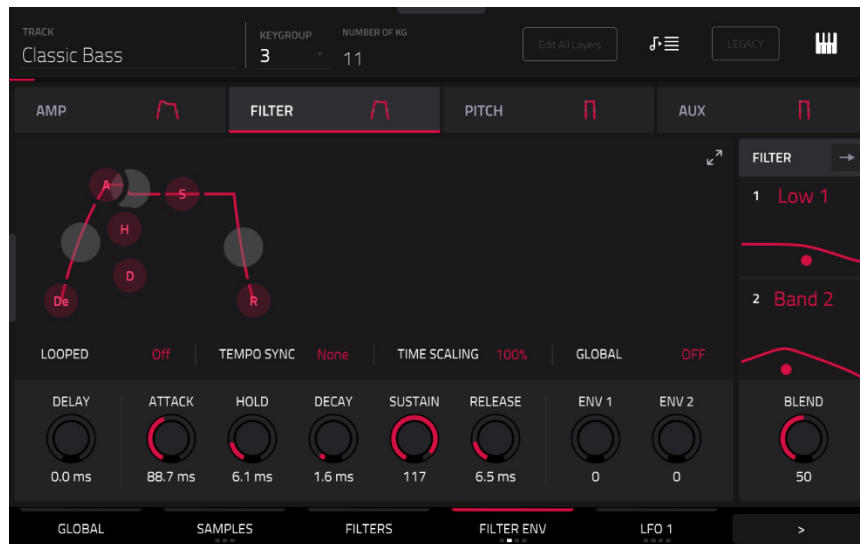 TRACK KEYGROUP NUMBER OF KG
Classic Bass 3 11 Edit All Layers LEGACY
AMP FILTER PITCH AUX
FILTER
A S
1 Low 1
H
D
De R
2 Band 2
LOOPED Off TEMPO SYNC None TIME SCALING 100% GLOBAL OFF
DELAY ATTACK HOLD DECAY SUSTAIN RELEASE ENV 1 ENV 2 BLEND
0.0 ms 88.7 ms 6.1 ms 1.6 ms 117 6.5 ms 0 0 50
GLOBAL SAMPLES FILTERS FILTER ENV LFO 1 >